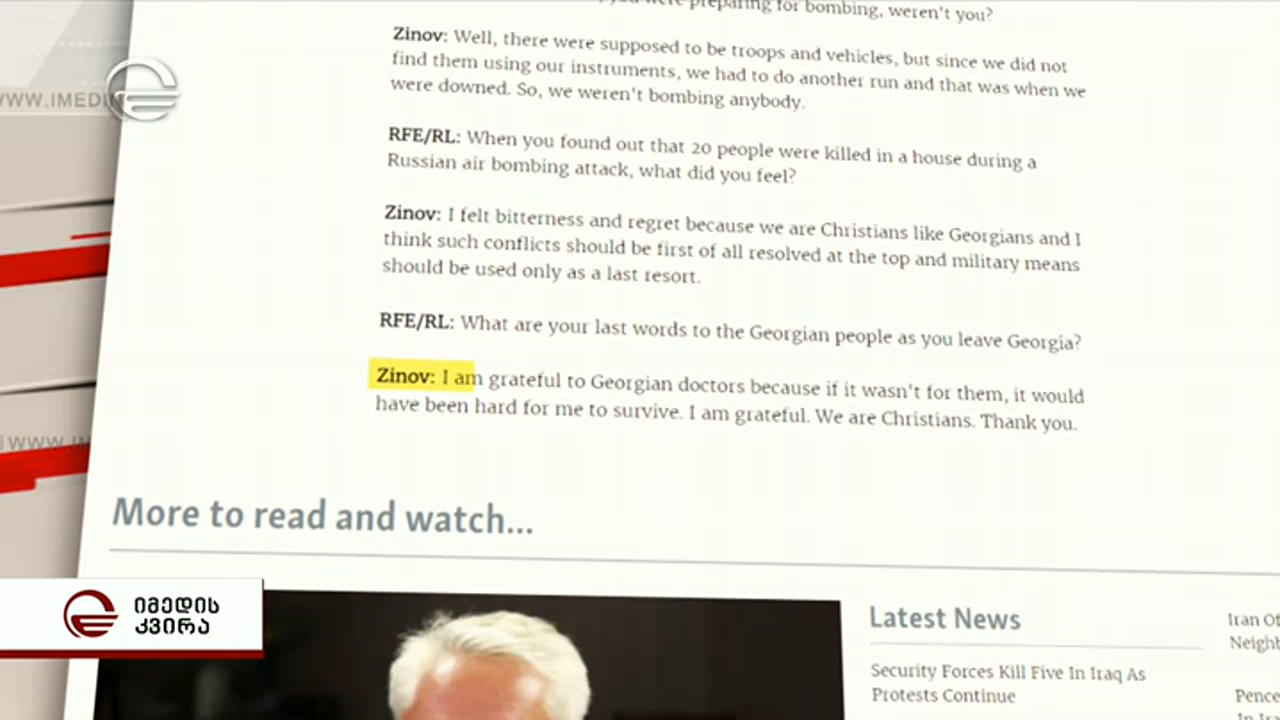 preparing for bombing, weren't you?
Zinov: Well, there were supposed to be troops and vehicles, but since we did not
find them using our instruments, we had to do another run and that was when we
were downed. So, we weren't bombing anybody.
RFE/RL: When you found out that 20 people were killed in a house during a
Russian air bombing attack, what did you feel?
Zinov: I felt bitterness and regret because we are Christians like Georgians and I
think such conflicts should be first of all resolved at the top and military means
should be used only as a last resort.
RFE/RL: What are your last words to the Georgian people as you leave Georgia?
Zinov: I am grateful to Georgian doctors because if it wasn't for them, it would
have been hard for me to survive. I am grateful. We are Christians. Thank you.
More to read and watch...
Latest News
Security Forces Kill Five In Iraq As
Protests Continue
Iran
Pence
WWW.IMEDI
WWW
იმედის
კვირა